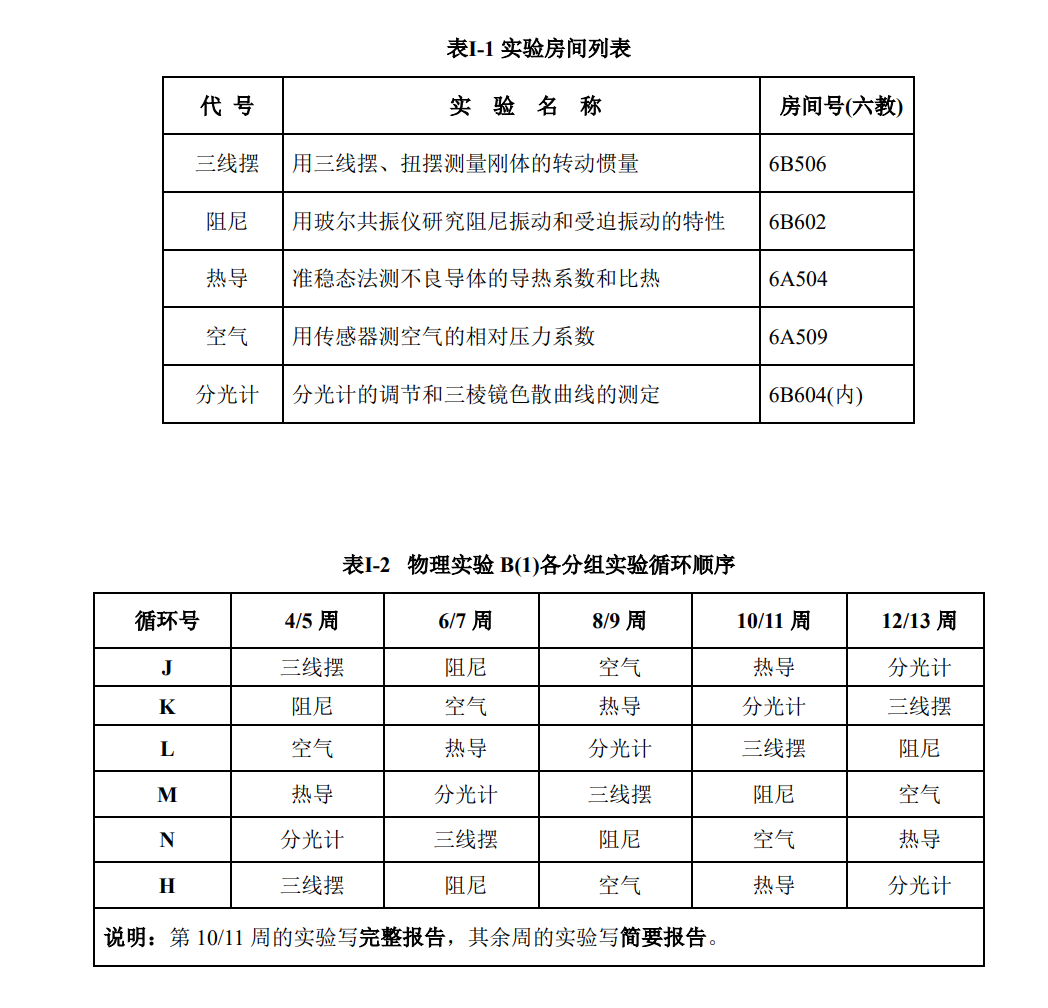 表I-1 实验房间列表
代 号 实 验 名 称 房间号(六教)
三线摆 用三线摆、扭摆测量刚体的转动惯量 6B506
阻尼 用玻尔共振仪研究阻尼振动和受迫振动的特性 6B602
热导 准稳态法测不良导体的导热系数和比热 6A504
空气 用传感器测空气的相对压力系数 6A509
分光计 分光计的调节和三棱镜色散曲线的测定 6B604(内)
表I-2 物理实验 B(1)各分组实验循环顺序
循环号 4/5 周 6/7 周 8/9 周 10/11 周 12/13 周
J 三线摆 阻尼 空气 热导 分光计
K 阻尼 空气 热导 分光计 三线摆
L 空气 热导 分光计 三线摆 阻尼
M 热导 分光计 三线摆 阻尼 空气
N 分光计 三线摆 阻尼 空气 热导
H 三线摆 阻尼 空气 热导 分光计
说明：第 10/11 周的实验写完整报告，其余周的实验写简要报告。